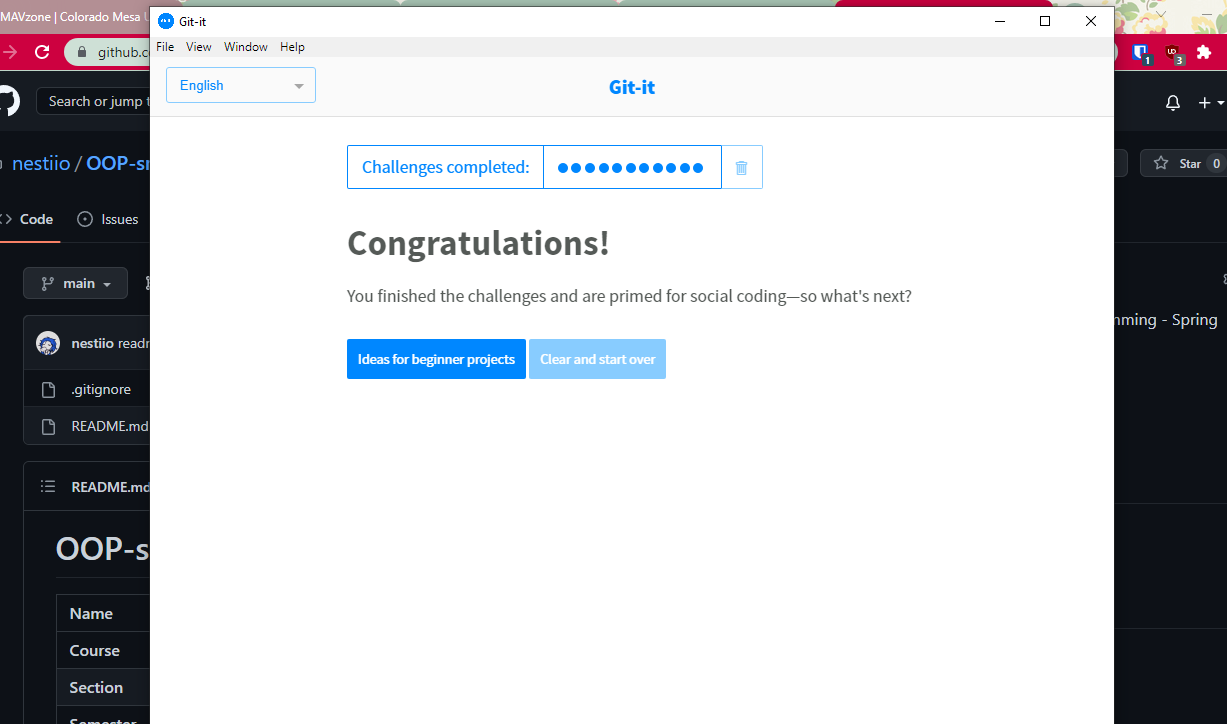 MAVzone | Colorado Mesa
Git-it
File View Window Help
github.c
1
3
English
Git-it
Search or jump t
nestiio / OOP-sr
Star 0
Challenges completed:
Code
Issues
Congratulations!
main
You finished the challenges and are primed for social coding—so what's next?
mming - Spring
nestiio readr
Ideas for beginner projects
Clear and start over
.gitignore
README.md
README.md
OOP-s
Name
Course
Section
Semester